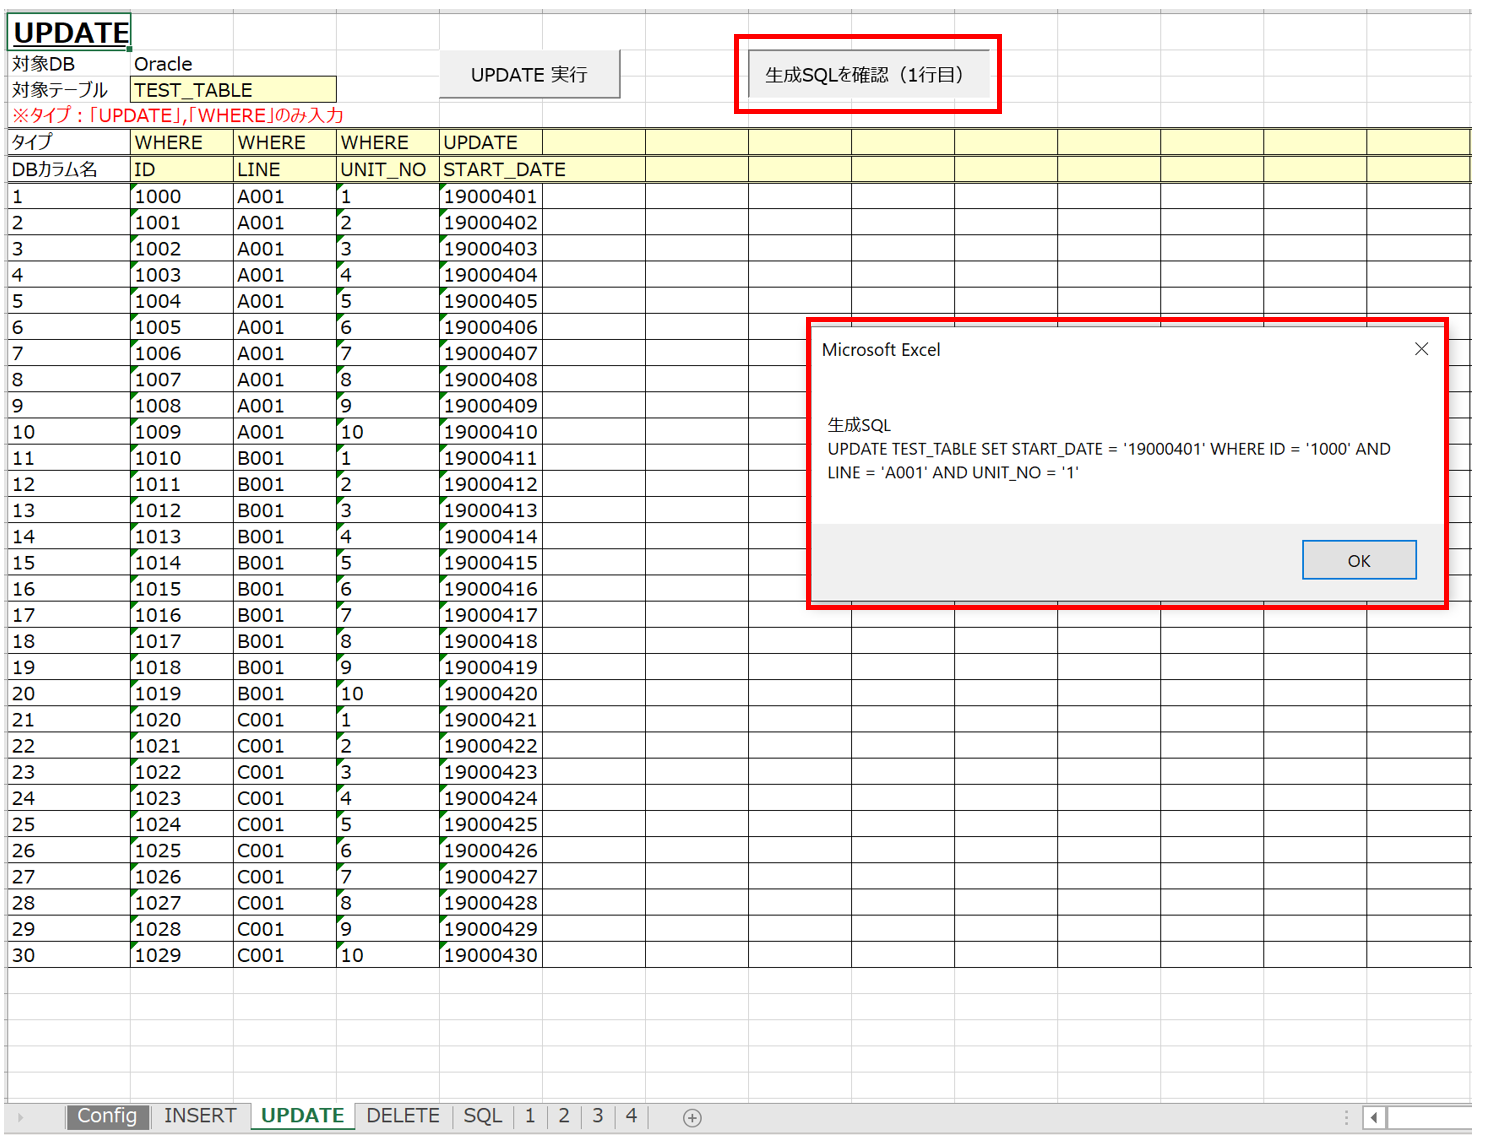 UPDATE
対象DB Oracle
対象テーブル TEST_TABLE
UPDATE 実行
生成SQLを確認（1行目）
※タイプ：「UPDATE」,「WHERE」のみ入力
タイプ WHERE WHERE WHERE UPDATE
DBカラム名 ID LINE UNIT_NO START_DATE
1 1000 A001 1 19000401
2 1001 A001 2 19000402
3 1002 A001 3 19000403
4 1003 A001 4 19000404
5 1004 A001 5 19000405
6 1005 A001 6 19000406
7 1006 A001 7 19000407
8 1007 A001 8 19000408
9 1008 A001 9 19000409
10 1009 A001 10 19000410
11 1010 B001 1 19000411
12 1011 B001 2 19000412
13 1012 B001 3 19000413
14 1013 B001 4 19000414
15 1014 B001 5 19000415
16 1015 B001 6 19000416
17 1016 B001 7 19000417
18 1017 B001 8 19000418
19 1018 B001 9 19000419
20 1019 B001 10 19000420
21 1020 C001 1 19000421
22 1021 C001 2 19000422
23 1022 C001 3 19000423
24 1023 C001 4 19000424
25 1024 C001 5 19000425
26 1025 C001 6 19000426
27 1026 C001 7 19000427
28 1027 C001 8 19000428
29 1028 C001 9 19000429
30 1029 C001 10 19000430
Microsoft Excel
生成SQL
UPDATE TEST_TABLE SET START_DATE = '19000401' WHERE ID = '1000' AND
LINE = 'A001' AND UNIT_NO = '1'
OK
Config INSERT UPDATE DELETE SQL 1 2 3 4